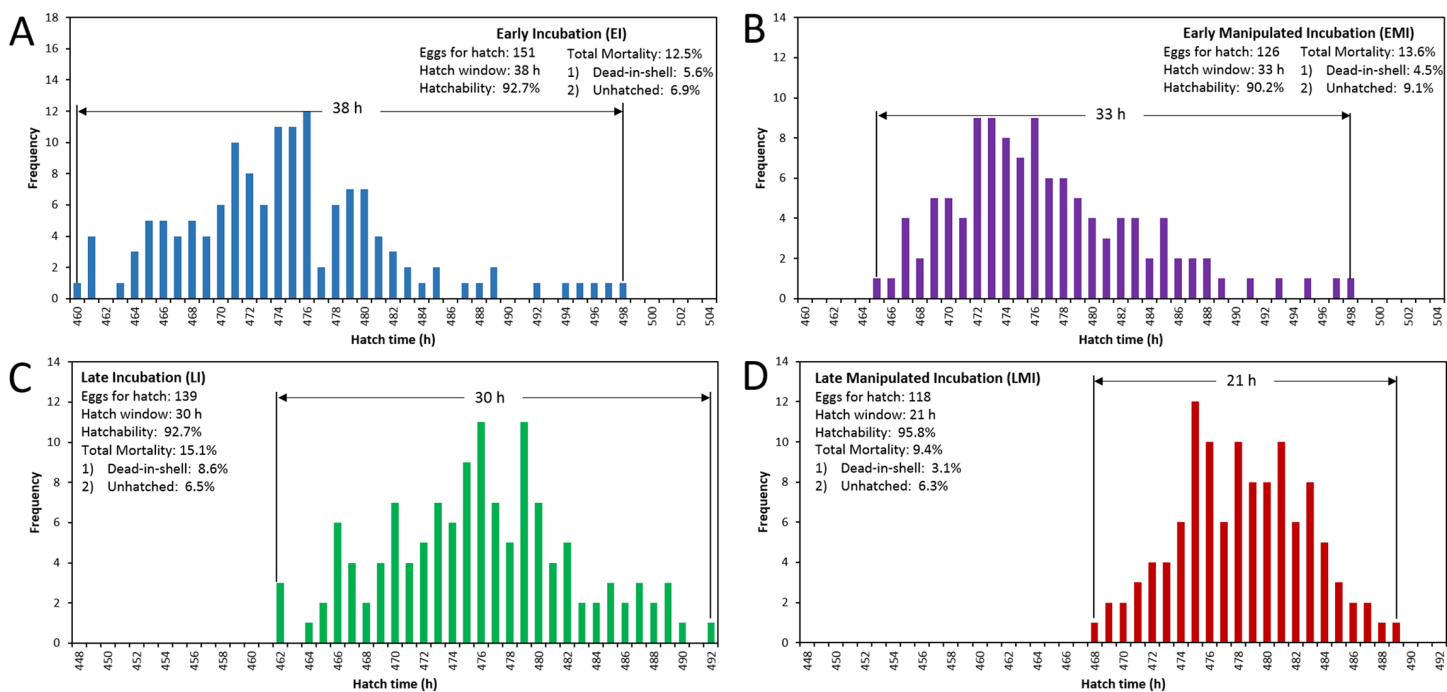 A
Early Incubation (EI)
Eggs for hatch: 151
Hatch window: 38 h
Hatchability: 92.7%
Total Mortality: 12.5%
1) Dead-in-shell: 5.6%
2) Unhatched: 6.9%
38 h
Frequency
18
16
14
12
10
8
6
4
2
0
460 462 464 466 468 470 472 474 476 478 480 482 484 486 488 490 492 494 496 498 500 502 504
Hatch time (h)
B
Early Manipulated Incubation (EMI)
Eggs for hatch: 126
Hatch window: 33 h
Hatchability: 90.2%
Total Mortality: 13.6%
1) Dead-in-shell: 4.5%
2) Unhatched: 9.1%
33 h
Frequency
14
12
10
8
6
4
2
0
460 462 464 466 468 470 472 474 476 478 480 482 484 486 488 490 492 494 496 498 500 502 504
Hatch time (h)
C
Late Incubation (LI)
Eggs for hatch: 139
Hatch window: 30 h
Hatchability: 92.7%
Total Mortality: 15.1%
1) Dead-in-shell: 8.6%
2) Unhatched: 6.5%
30 h
Frequency
14
12
10
8
6
4
2
0
448 450 452 454 456 458 460 462 464 466 468 470 472 474 476 478 480 482 484 486 488 490 492
Hatch time (h)
D
Late Manipulated Incubation (LMI)
Eggs for hatch: 118
Hatch window: 21 h
Hatchability: 95.8%
Total Mortality: 9.4%
1) Dead-in-shell: 3.1%
2) Unhatched: 6.3%
21 h
Frequency
14
12
10
8
6
4
2
0
448 450 452 454 456 458 460 462 464 466 468 470 472 474 476 478 480 482 484 486 488 490 492
Hatch time (h)